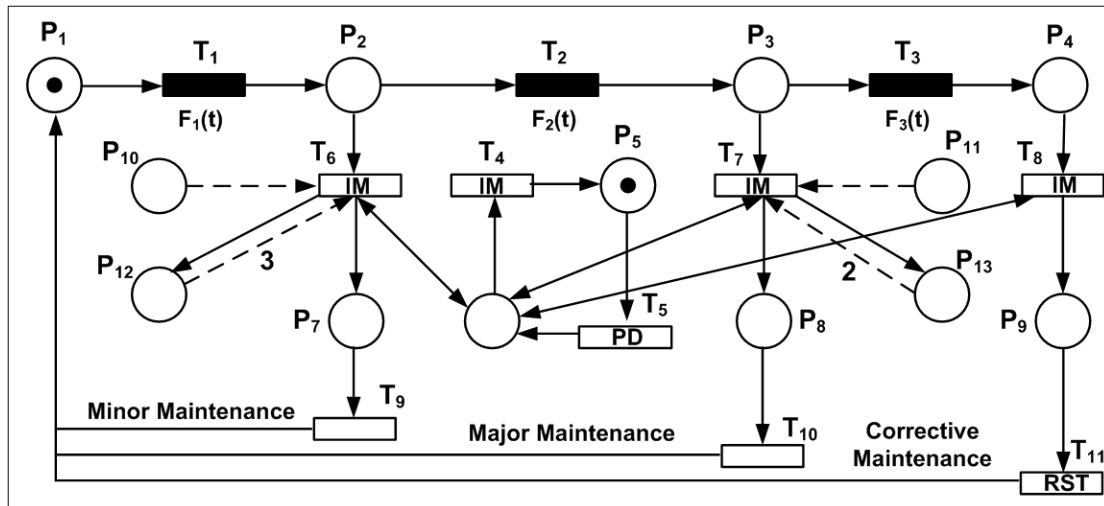 P1
T1
P2
T2
P3
T3
P4
F1(t)
F2(t)
F3(t)
P10
T6
T4
P5
T7
P11
T8
IM
IM
IM
IM
P12
3
2
P13
P7
T5
P8
P9
PD
T9
Minor Maintenance
Major Maintenance
T10
Corrective
Maintenance
T11
RST